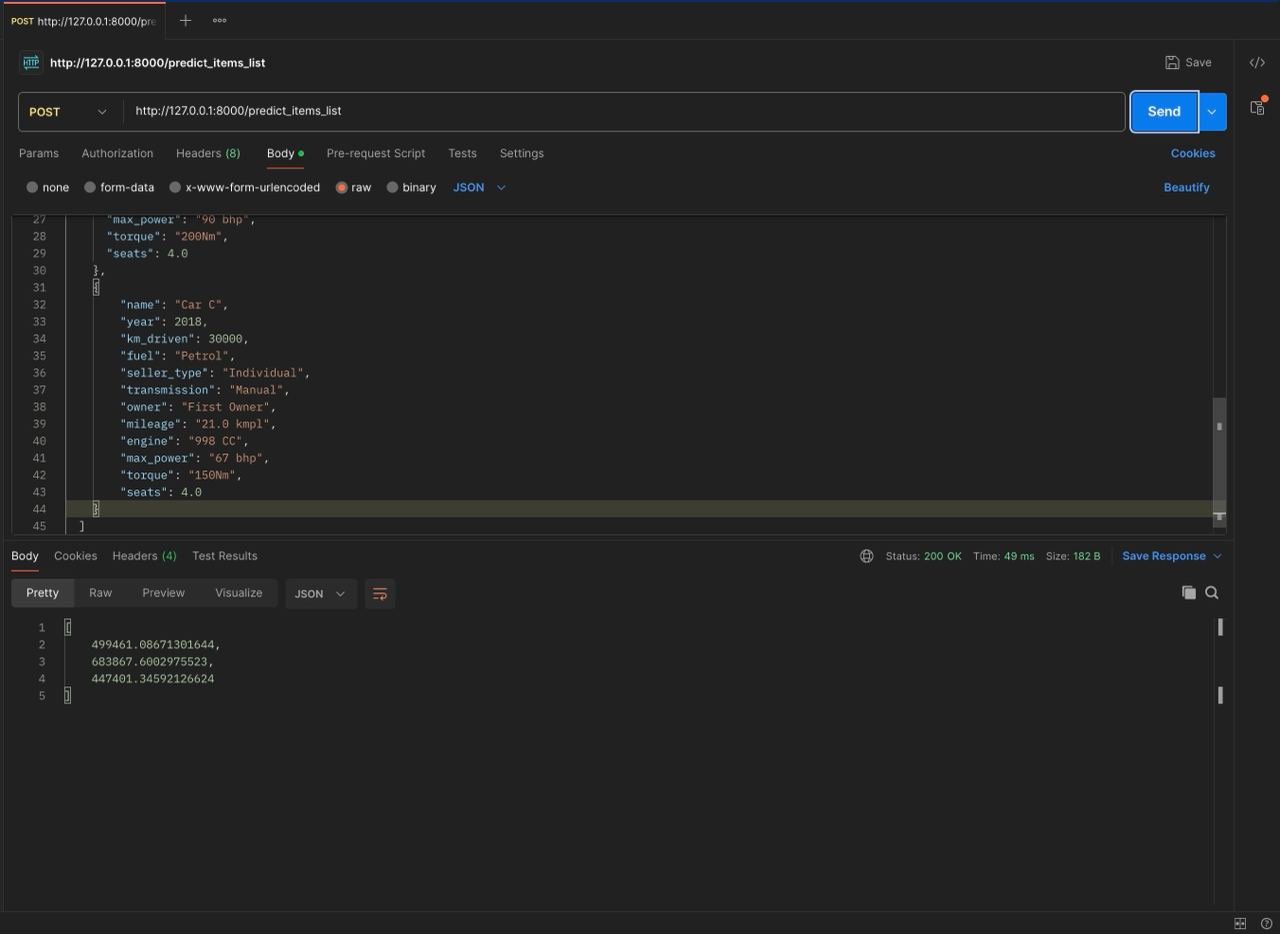 POST http://127.0.0.1:8000/pre
HTTP http://127.0.0.1:8000/predict_items_list
Save
</>
POST http://127.0.0.1:8000/predict_items_list
Send
Params Authorization Headers (8) Body Pre-request Script Tests Settings
Cookies
none form-data x-www-form-urlencoded raw binary JSON
Beautify
27 "max_power": "90 bhp",
28 "torque": "200Nm",
29 "seats": 4.0
30 },
31 {
32 "name": "Car C",
33 "year": 2018,
34 "km_driven": 30000,
35 "fuel": "Petrol",
36 "seller_type": "Individual",
37 "transmission": "Manual",
38 "owner": "First Owner",
39 "mileage": "21.0 kmpl",
40 "engine": "998 CC",
41 "max_power": "67 bhp",
42 "torque": "150Nm",
43 "seats": 4.0
44 }
45 ]
Body Cookies Headers (4) Test Results
Status: 200 OK Time: 49 ms Size: 182 B
Save Response
Pretty Raw Preview Visualize JSON
1 [
2 499461.08671301644,
3 683867.6002975523,
4 447401.34592126624
5 ]